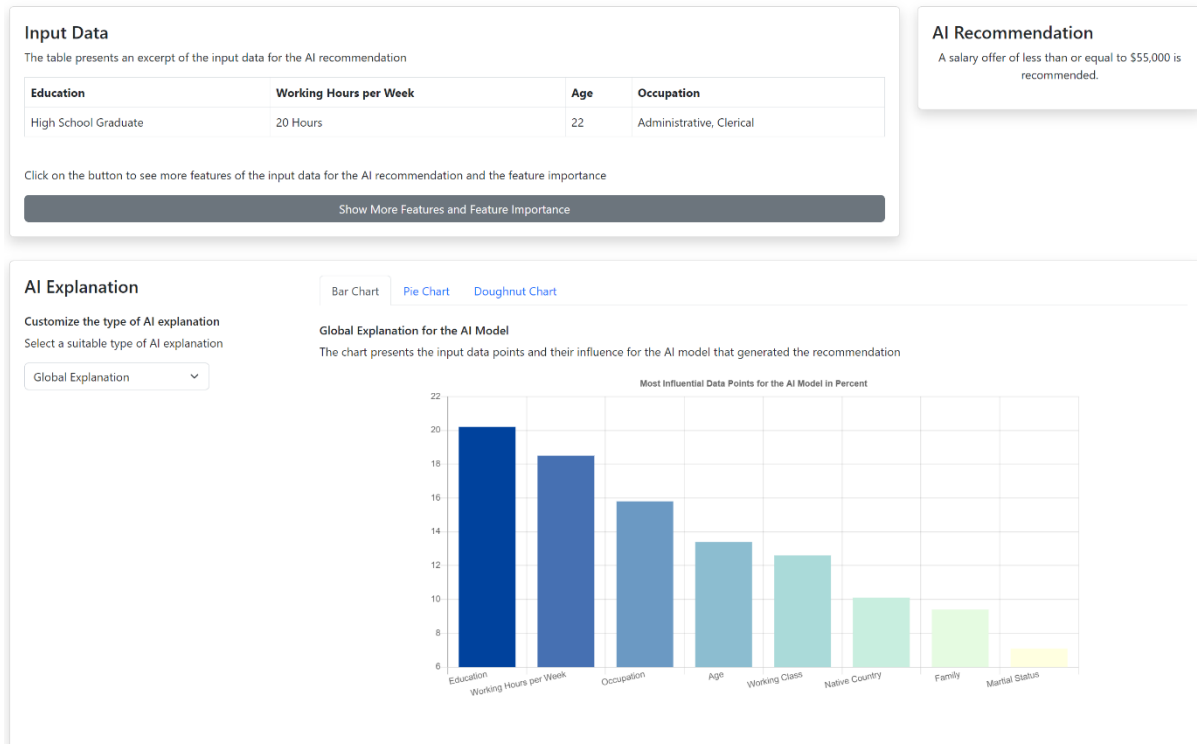 Input Data
The table presents an excerpt of the input data for the AI recommendation
Education Working Hours per Week Age Occupation
High School Graduate 20 Hours 22 Administrative, Clerical
Click on the button to see more features of the input data for the AI recommendation and the feature importance
Show More Features and Feature Importance
AI Recommendation
A salary offer of less than or equal to $55,000 is
recommended.
AI Explanation
Customize the type of AI explanation
Select a suitable type of AI explanation
Global Explanation
Bar Chart Pie Chart Doughnut Chart
Global Explanation for the AI Model
The chart presents the input data points and their influence for the AI model that generated the recommendation
Most Influential Data Points for the AI Model in Percent
22
20
18
16
14
12
10
8
6
Education Working Hours per Week Occupation Age Working Class Native Country Family Martial Status